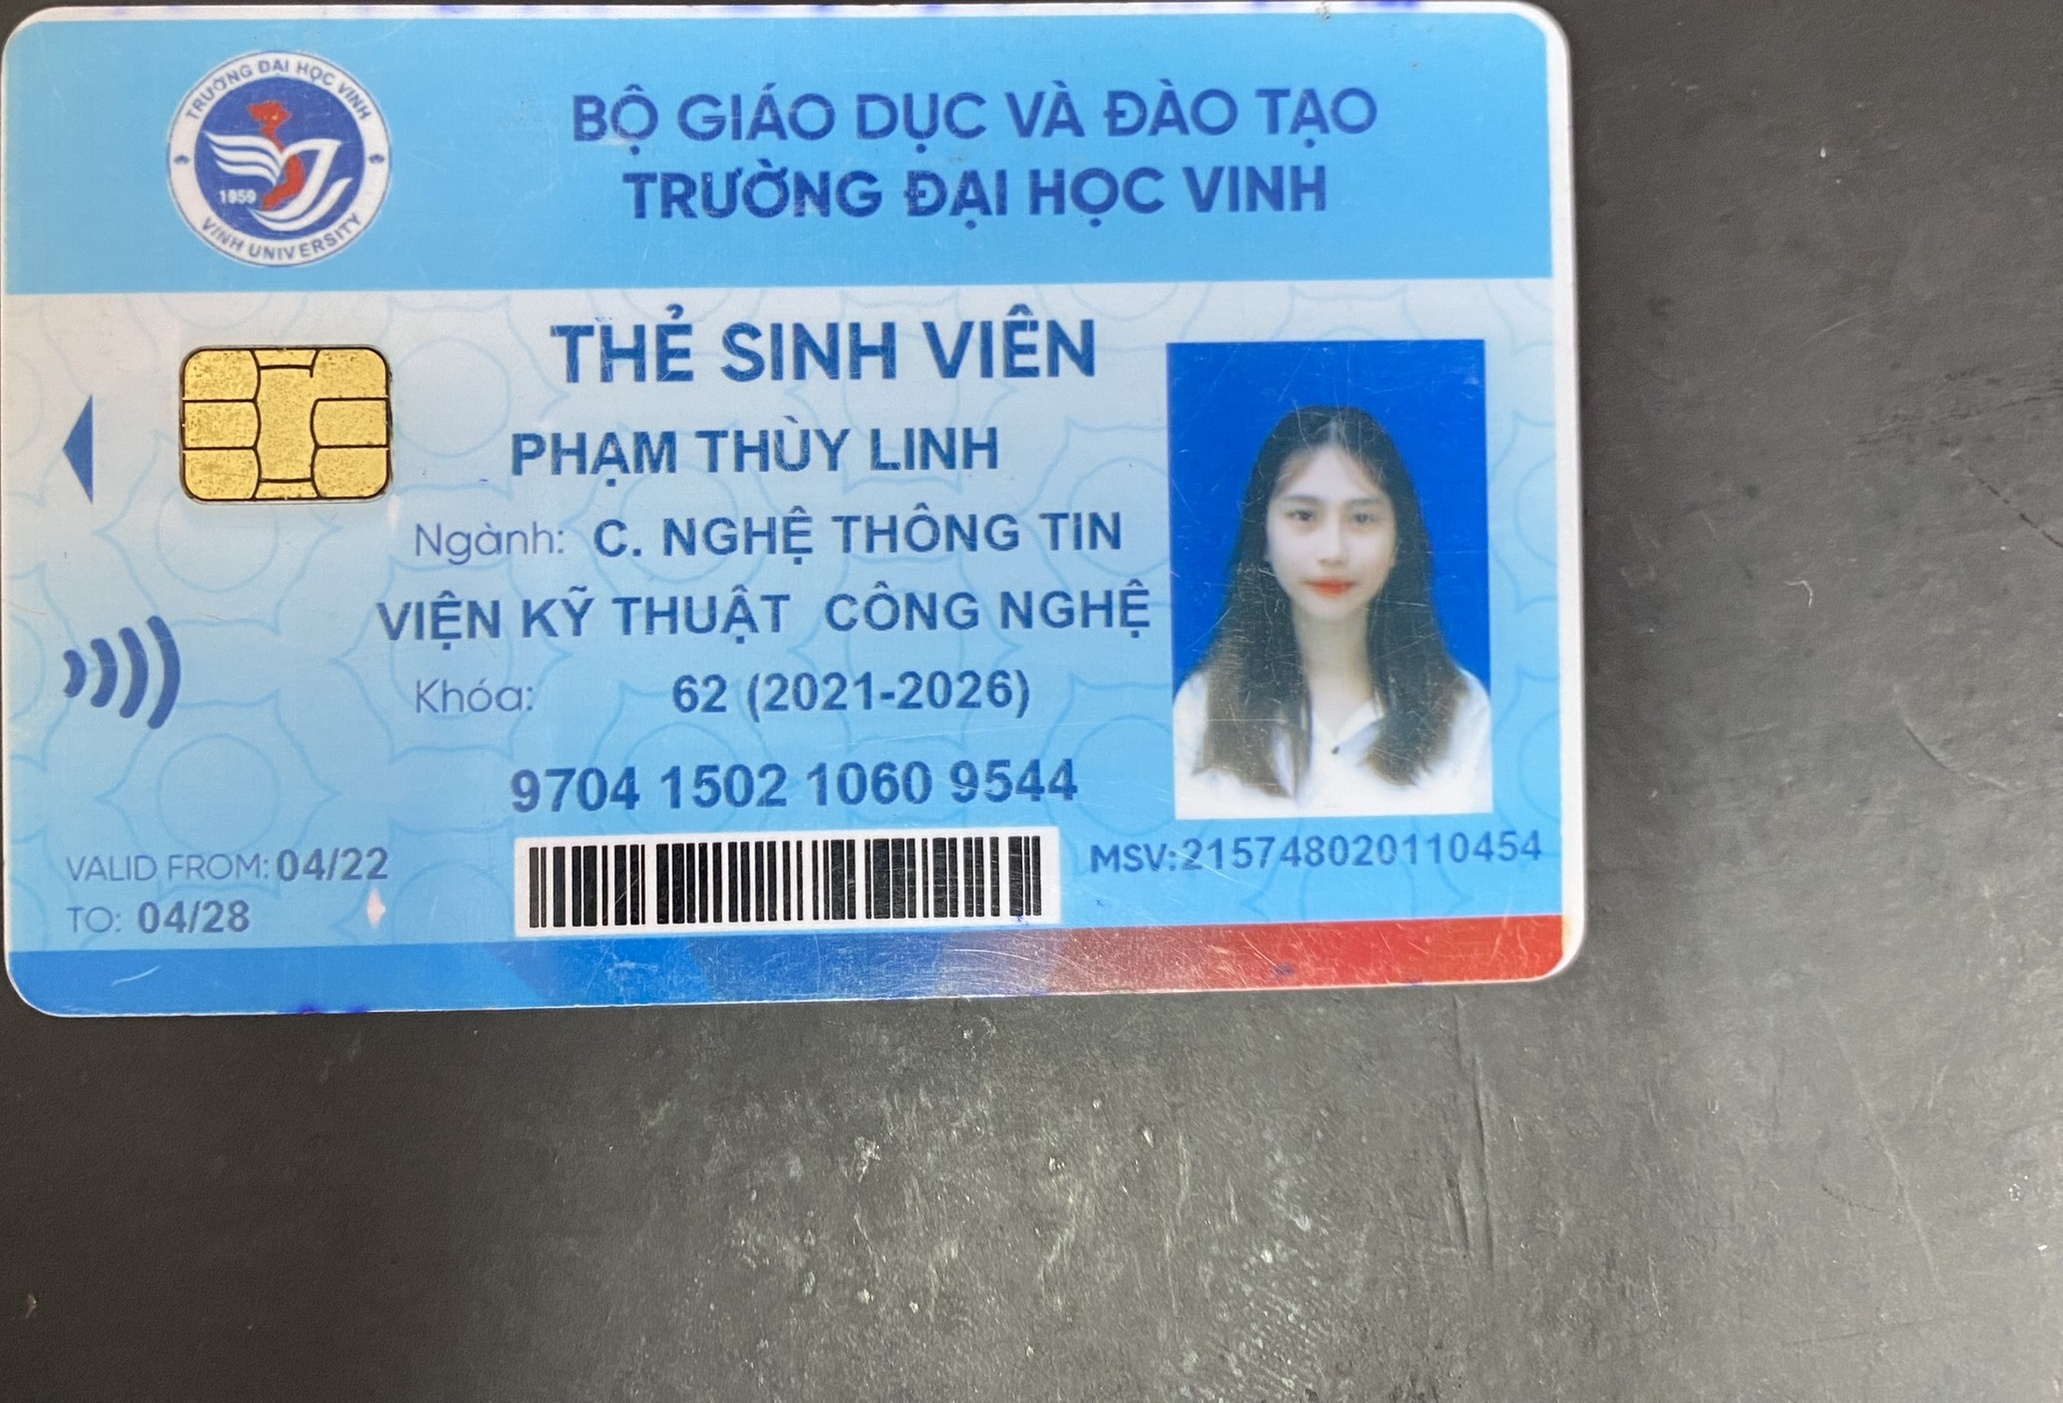 TRƯỜNG ĐẠI HỌC VINH
1959
VINH UNIVERSITY
BỘ GIÁO DỤC VÀ ĐÀO TẠO
TRƯỜNG ĐẠI HỌC VINH
THẺ SINH VIÊN
PHẠM THÙY LINH
Ngành: C. NGHỆ THÔNG TIN
VIỆN KỸ THUẬT CÔNG NGHỆ
Khóa: 62 (2021-2026)
9704 1502 1060 9544
MSV:215748020110454
VALID FROM: 04/22
TO: 04/28